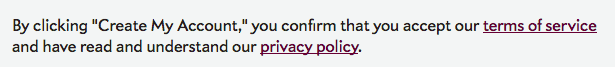 By clicking "Create My Account," you confirm that you accept our terms of service
and have read and understand our privacy policy.